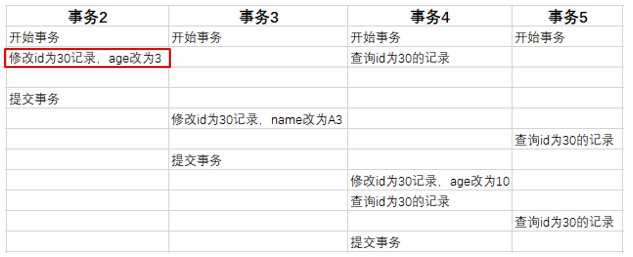 事务2 事务3 事务4 事务5
开始事务 开始事务 开始事务 开始事务
修改id为30记录，age改为3 查询id为30的记录
提交事务
修改id为30记录，name改为A3
查询id为30的记录
提交事务
修改id为30记录，age改为10
查询id为30的记录
查询id为30的记录
提交事务